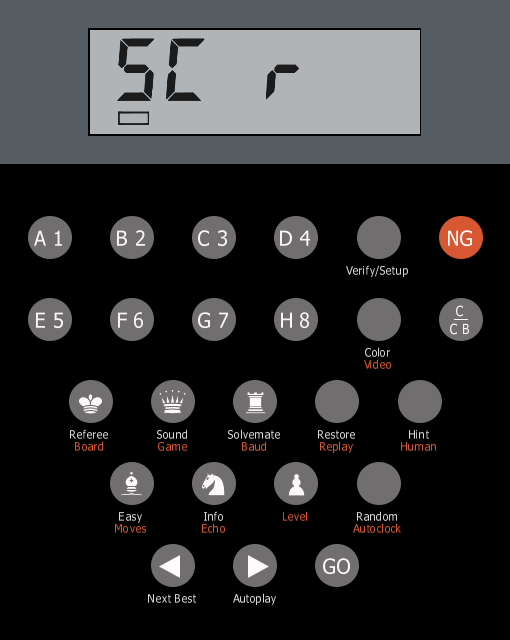 SC r
A 1 B 2 C 3 D 4 NG
Verify/Setup
E 5 F 6 G 7 H 8 C
C B
Color
Video
Referee Sound Solvemate Restore Hint
Board Game Baud Replay Human
Easy Info Level Random
Moves Echo Autoclock
GO
Next Best Autoplay